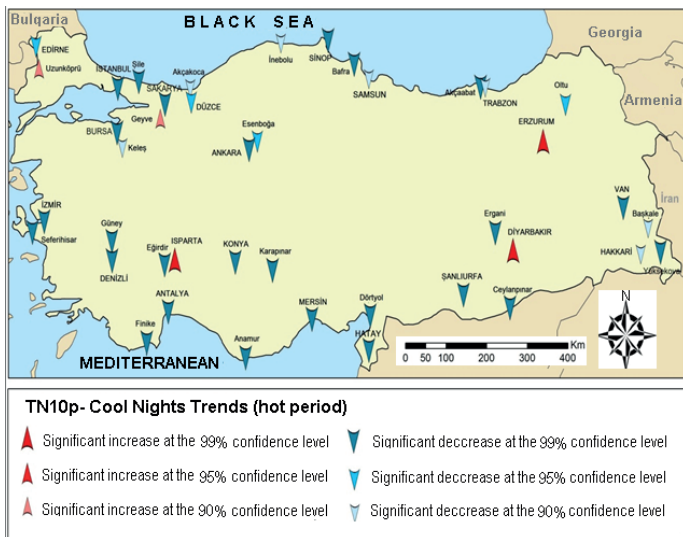 Bulgaria
BLACK SEA
Georgia
EDİRNE
Uzunköprü
İSTANBUL
Şile
Akçakoca
İnebolu
SİNOP
Bafra
SAMSUN
Akçaabat
TRABZON
Oltu
Armenia
SAKARYA
Geyve
DÜZCE
Esenboğa
ERZURUM
BURSA
Keleş
ANKARA
VAN
İran
Başkale
İZMİR
Seferihisar
Güney
Eğirdir
ISPARTA
KONYA
Karapınar
Ergani
DİYARBAKIR
HAKKARİ
Yüksekova
DENİZLİ
ANTALYA
MERSİN
Dörtyol
ŞANLIURFA
Ceylanpınar
N
Finike
Anamur
HATAY
MEDITERRANEAN
Km
0 50 100 200 300 400
TN10p- Cool Nights Trends (hot period)
Significant increase at the 99% confidence level
Significant deccrease at the 99% confidence level
Significant increase at the 95% confidence level
Significant deccrease at the 95% confidence level
Significant increase at the 90% confidence level
Significant deccrease at the 90% confidence level